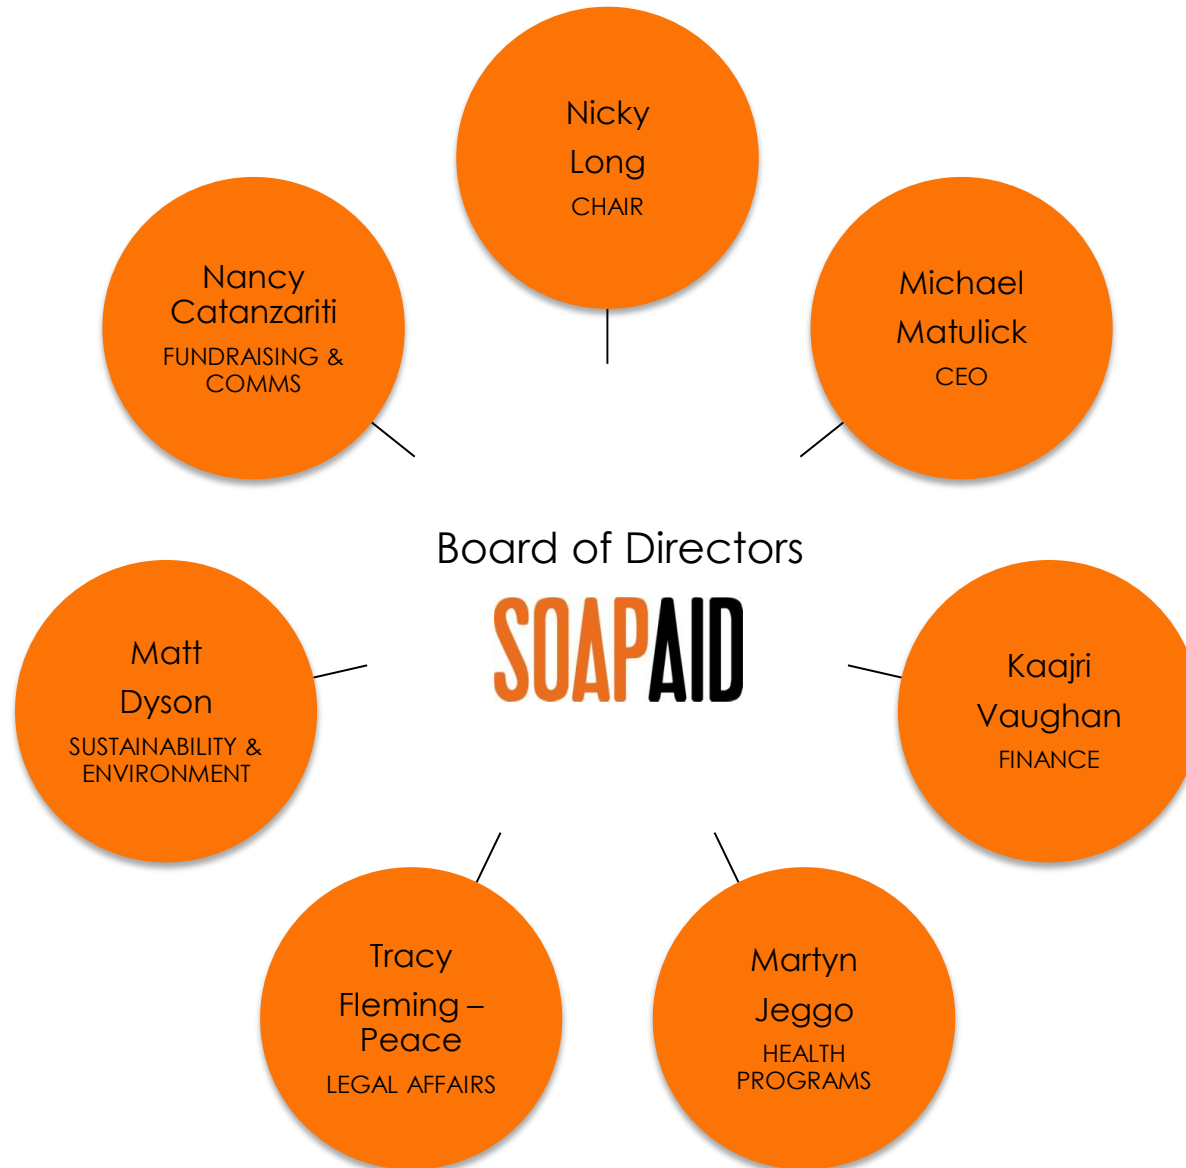 Nicky
Long
CHAIR
Michael
Matulick
CEO
Kaajri
Vaughan
FINANCE
Martyn
Jeggo
HEALTH
PROGRAMS
Tracy
Fleming –
Peace
LEGAL AFFAIRS
Matt
Dyson
SUSTAINABILITY &
ENVIRONMENT
Nancy
Catanzariti
FUNDRAISING &
COMMS
Board of Directors
SOAPAID